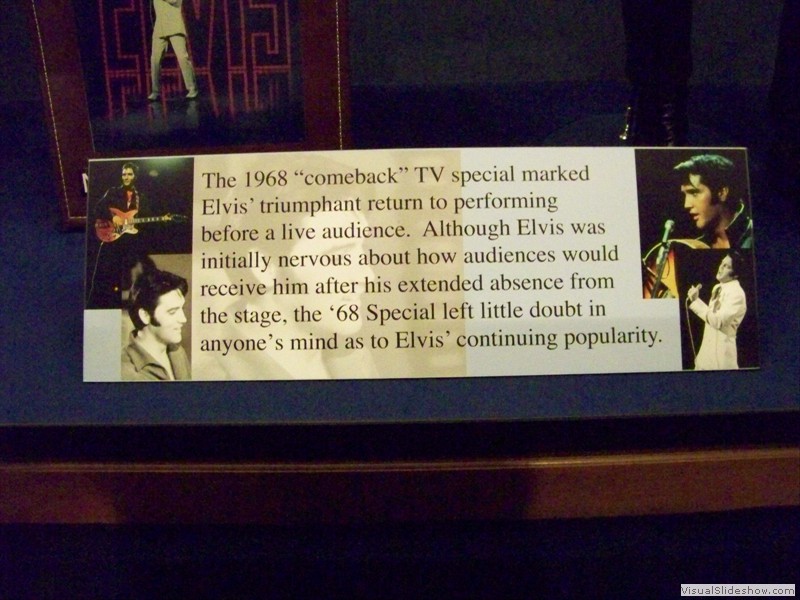 ELVIS
The 1968 “comeback” TV special marked
Elvis’ triumphant return to performing
before a live audience.  Although Elvis was
initially nervous about how audiences would
receive him after his extended absence from
the stage, the ‘68 Special left little doubt in
anyone’s mind as to Elvis’ continuing popularity.
VisualSlideshow.com